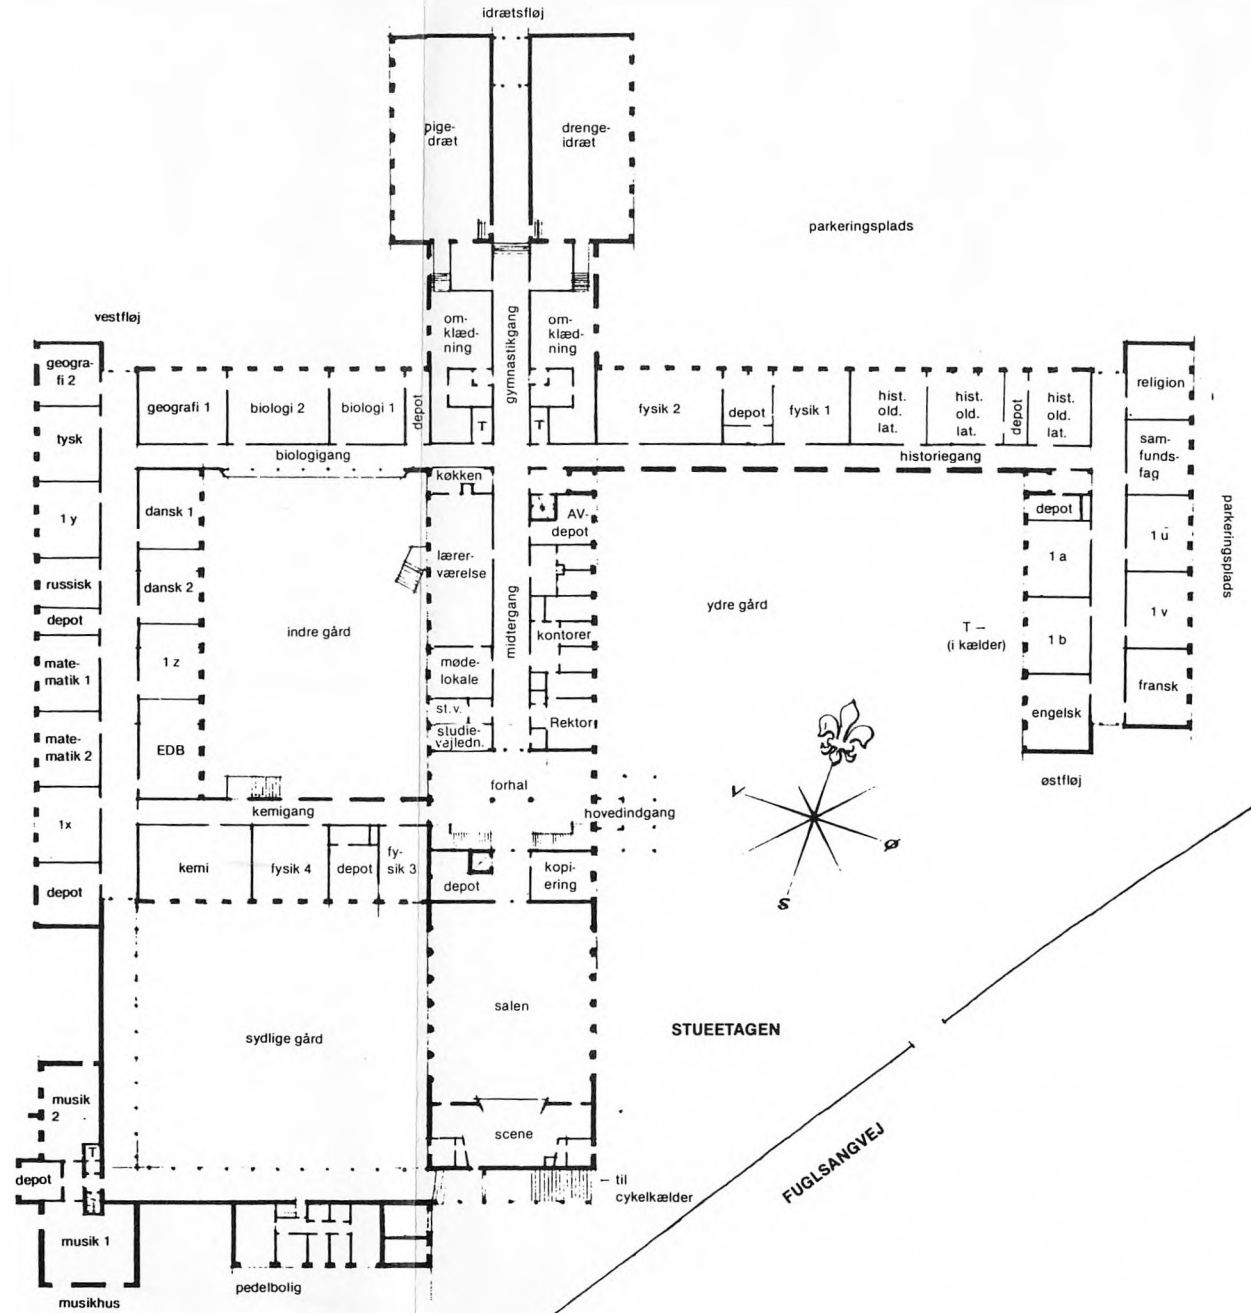 idrætsfløj
pige-
dræt
drenge-
idræt
parkeringsplads
vestfløj
om-
klæd-
ning
gymnastikgang
om-
klæd-
ning
geogra-
fi 2
geografi 1
biologi 2
biologi 1
depot
T
T
fysik 2
depot
fysik 1
hist.
old.
lat.
hist.
old.
lat.
depot
hist.
old.
lat.
religion
tysk
biologigang
historiegang
sam-
funds-
fag
køkken
dansk 1
AV-
depot
depot
parkeringsplads
1 y
lærer-
værelse
1 a
1 u
russisk
dansk 2
depot
indre gård
midtergang
kontorer
ydre gård
T –
(i kælder)
1 b
1 v
mate-
matik 1
1 z
møde-
lokale
st.v.
studie-
vejledn.
Rektor
engelsk
fransk
mate-
matik 2
EDB
østfløj
forhal
V
Ø
S
kemigang
hovedindgang
1x
kemi
fysik 4
depot
fy-
sik 3
depot
kopi-
ering
depot
salen
sydlige gård
STUEETAGEN
musik
2
scene
T
depot
FUGLSANGVEJ
– til
cykelkælder
musik 1
pedelbolig
musikhus